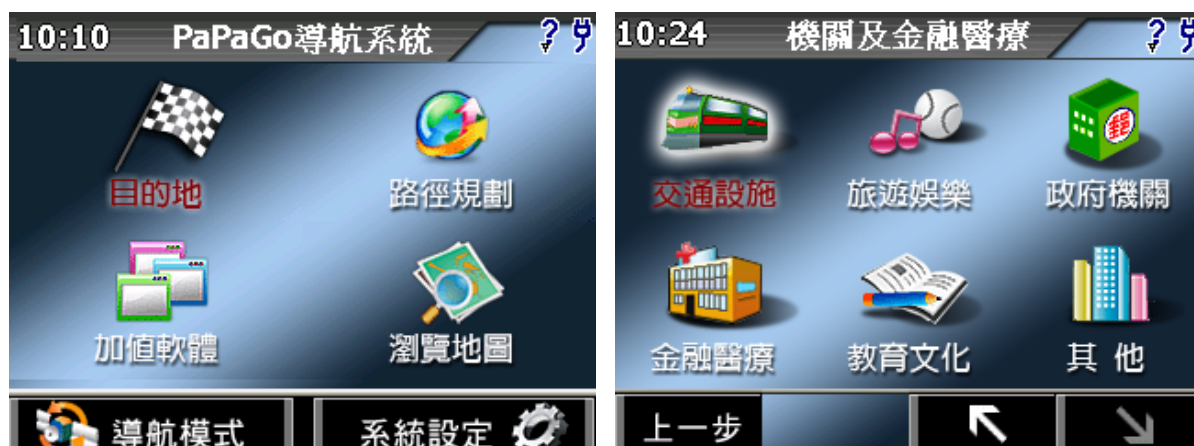 10:10 PaPaGo導航系統
目的地 路徑規劃
加值軟體 瀏覽地圖
導航模式 系統設定
10:24 機關及金融醫療
交通設施 旅遊娛樂 政府機關
郵
金融醫療 教育文化 其 他
上一步